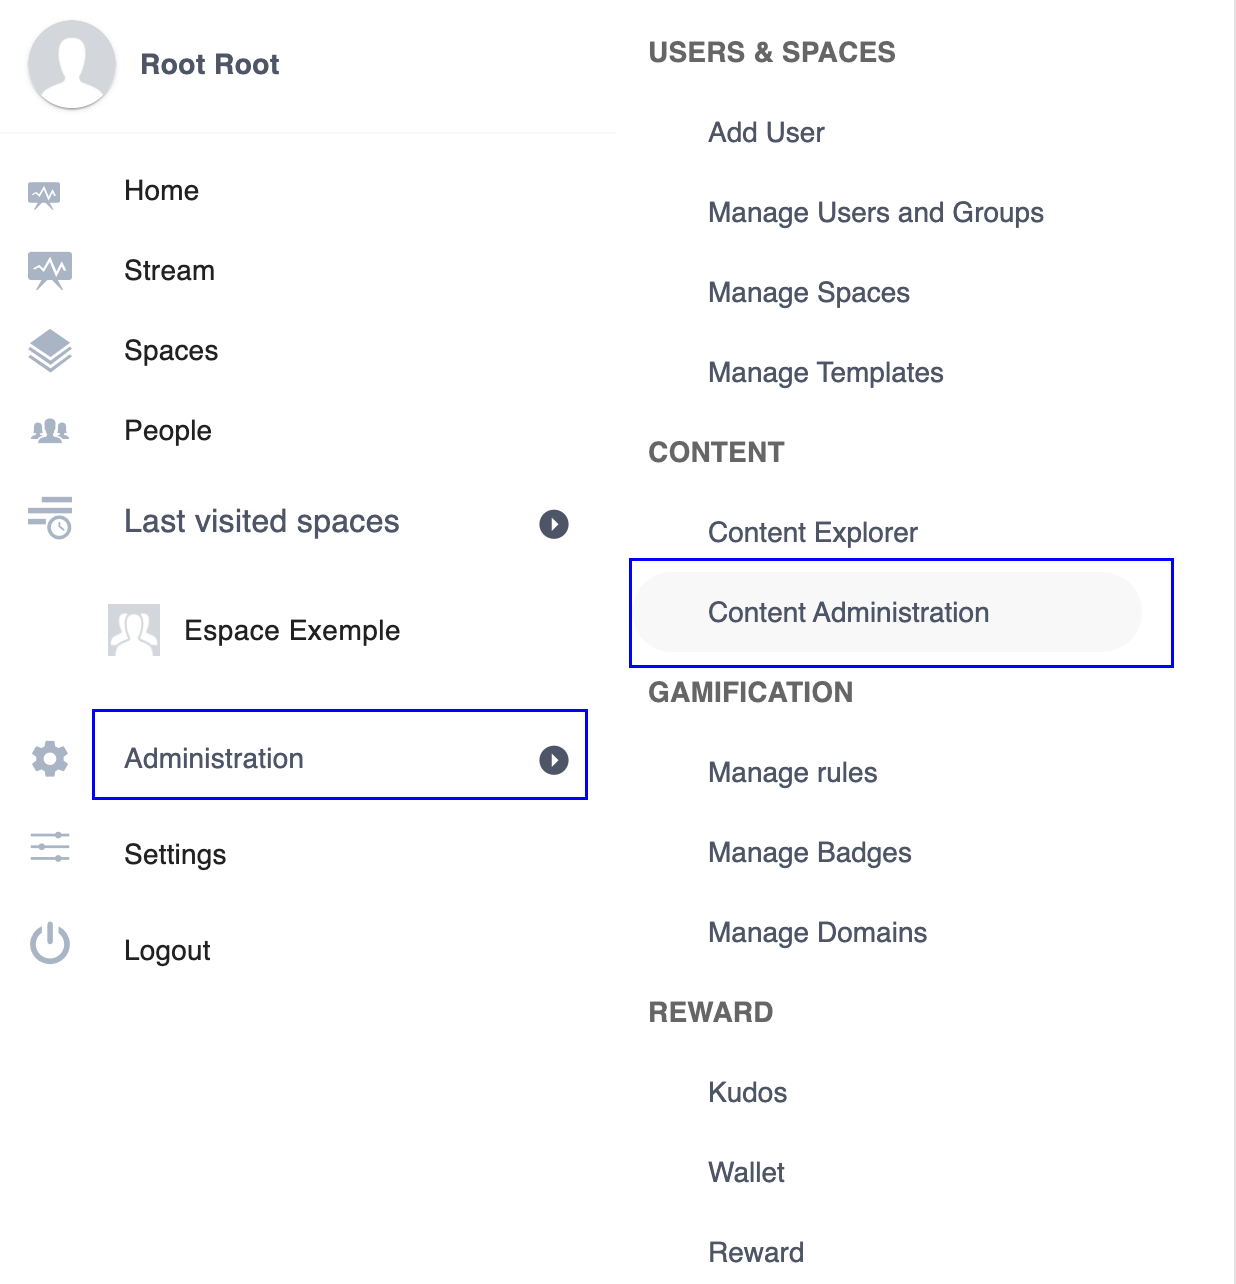 Root Root
Home
Stream
Spaces
People
Last visited spaces
Espace Exemple
Administration
Settings
Logout
USERS & SPACES
Add User
Manage Users and Groups
Manage Spaces
Manage Templates
CONTENT
Content Explorer
Content Administration
GAMIFICATION
Manage rules
Manage Badges
Manage Domains
REWARD
Kudos
Wallet
Reward